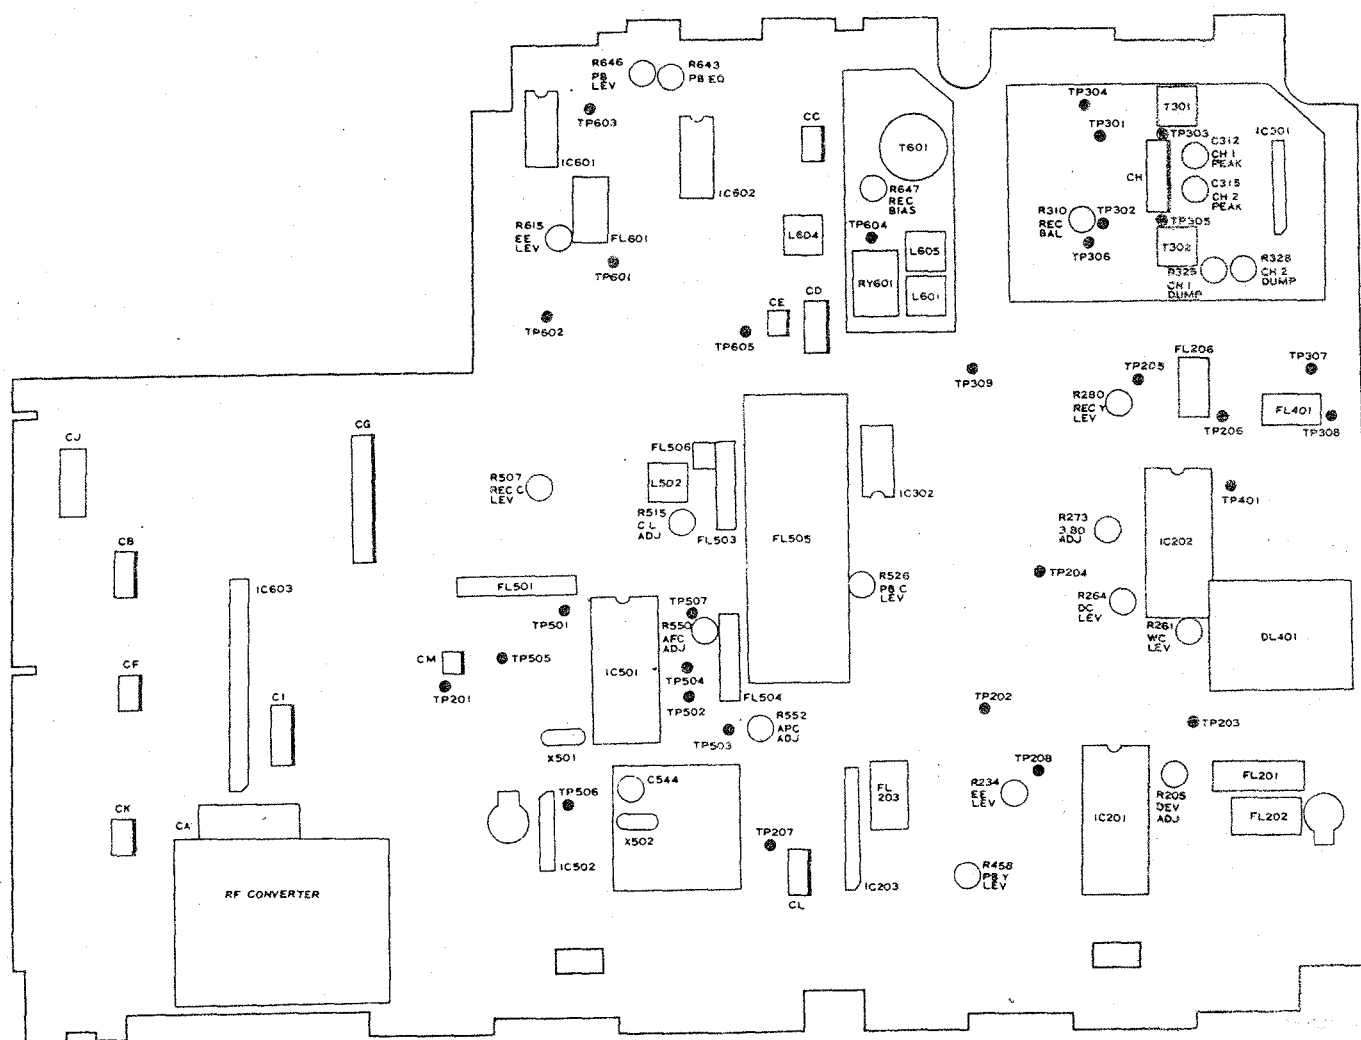 R646
PB
LEV
R643
PB EQ
TP603
IC601
IC602
CC
R615
EE
LEV
FL601
TP601
TP602
T601
R647
REC
BIAS
TP604
L604
L605
RY601
L601
CE
CD
TP605
TP304
TP301
T301
TP303
C312
CH 1
PEAK
IC301
CH
C315
CH 2
PEAK
R310
REC
BAL
TP302
TP305
TP306
T302
R325
CH 1
DUMP
R328
CH 2
DUMP
TP309
TP205
FL206
TP307
R280
REC Y
LEV
FL401
TP206
TP308
CJ
CG
FL506
R507
REC C
LEV
L502
R515
C L
ADJ
FL503
FL505
IC302
TP401
R273
3.80
ADJ
IC202
CB
IC603
FL501
R526
PB C
LEV
TP204
R264
DC
LEV
R261
WC
LEV
DL401
TP507
TP501
R550
AFC
ADJ
CF
CM
TP505
IC501
TP504
TP201
CI
TP502
FL504
TP202
R552
APC
ADJ
TP503
TP203
X501
TP208
C544
FL
203
R234
EE
LEV
R205
DEV
ADJ
FL201
FL202
CK
CA
TP506
X502
TP207
IC201
IC502
IC203
R458
PB Y
LEV
RF CONVERTER
CL